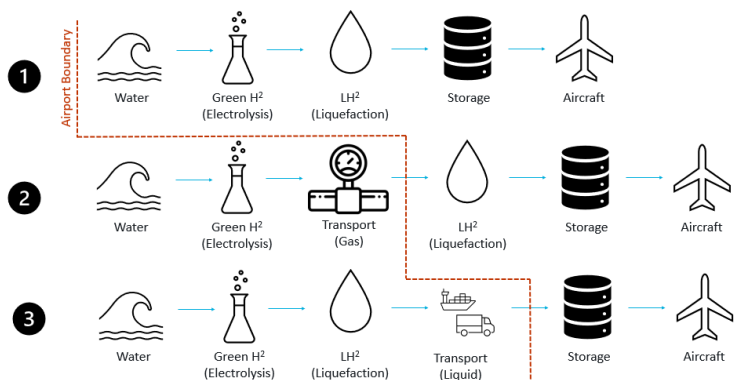 Airport Boundary
1
Water
Green H²
(Electrolysis)
LH²
(Liquefaction)
Storage
Aircraft
2
Water
Green H²
(Electrolysis)
Transport
(Gas)
LH²
(Liquefaction)
Storage
Aircraft
3
Water
Green H²
(Electrolysis)
LH²
(Liquefaction)
Transport
(Liquid)
Storage
Aircraft